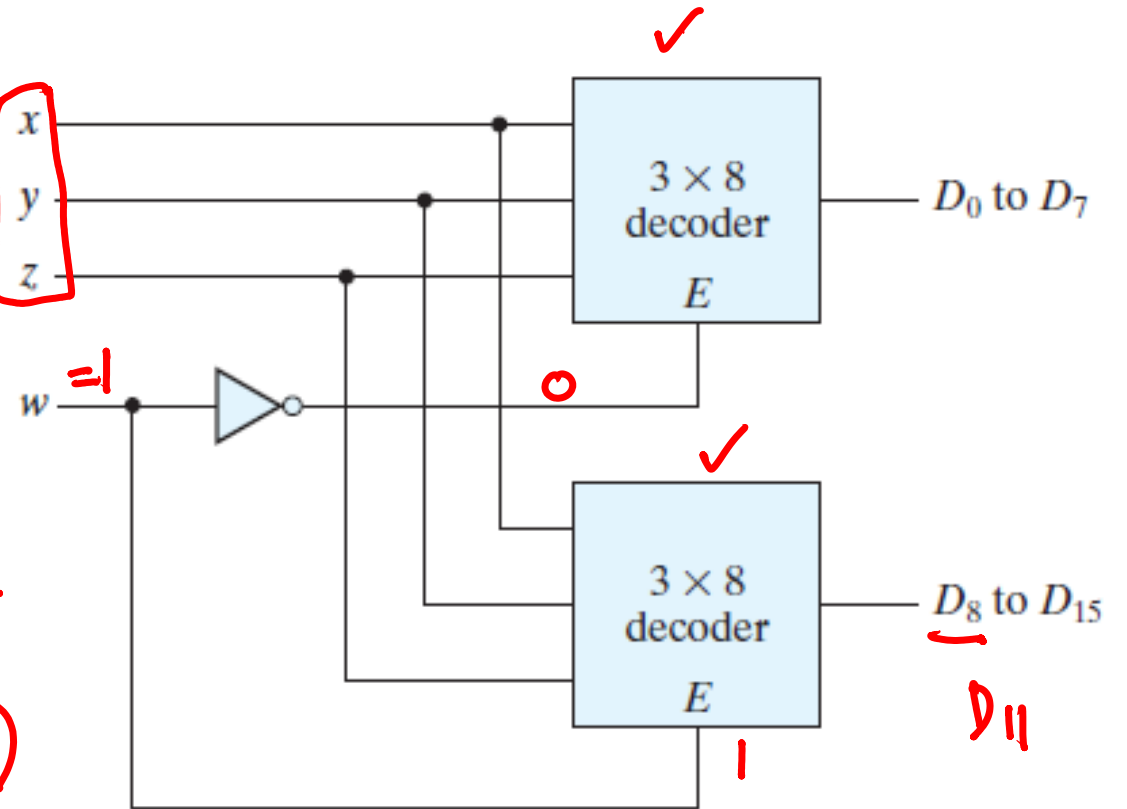 ✓
x
y
3 × 8
decoder
D₀ to D₇
z
E
w =1
0
✓
3 × 8
decoder
D₈ to D₁₅
E
D11
1